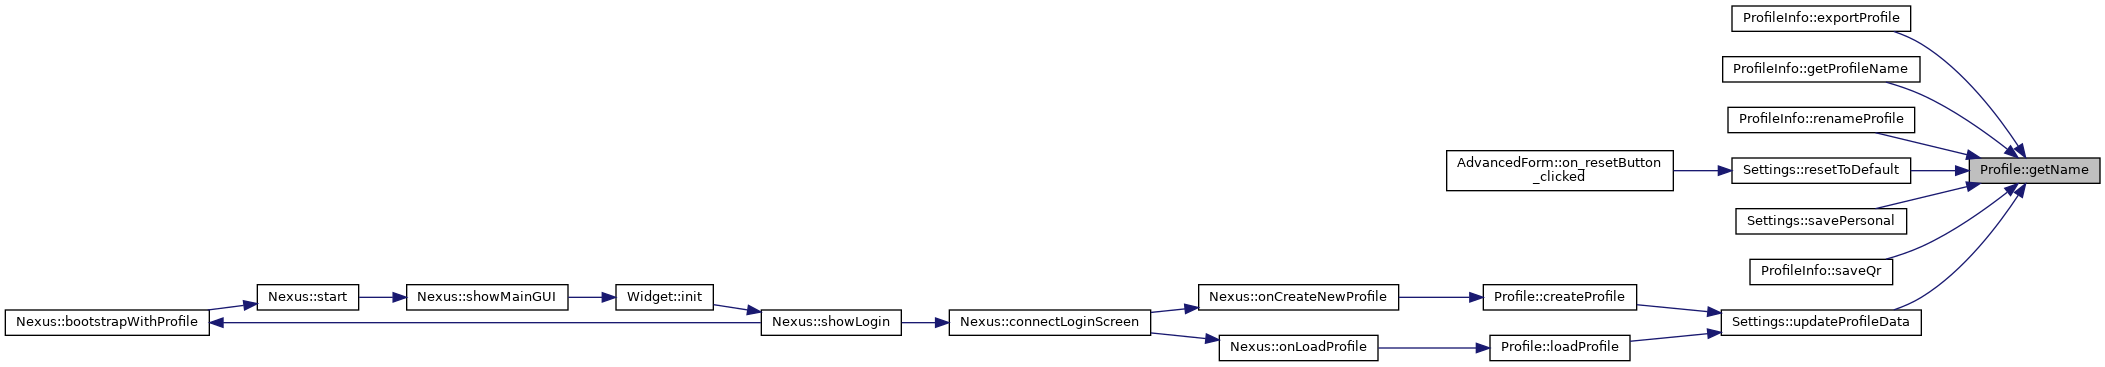 ProfileInfo::exportProfile
ProfileInfo::getProfileName
ProfileInfo::renameProfile
AdvancedForm::on_resetButton
_clicked
Settings::resetToDefault
Profile::getName
Settings::savePersonal
ProfileInfo::saveQr
Nexus::bootstrapWithProfile
Nexus::start
Nexus::showMainGUI
Widget::init
Nexus::showLogin
Nexus::connectLoginScreen
Nexus::onCreateNewProfile
Profile::createProfile
Settings::updateProfileData
Nexus::onLoadProfile
Profile::loadProfile